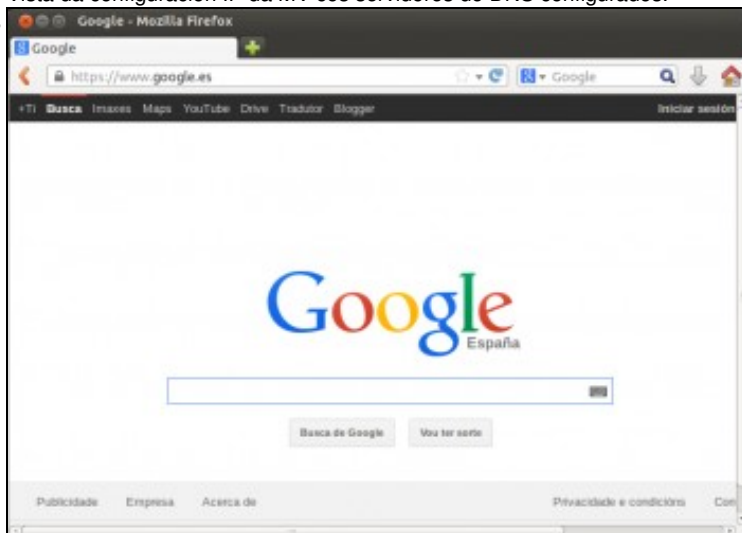 Vista da configuración IP da MV cos servidores de DNS configurados.
Google - Mozilla Firefox
Google
https://www.google.es
Google
+Ti Busca Imaxes Maps YouTube Drive Tradutor Blogger
Iniciar sesión
Google
España
Busca de Google
Vou ter sorte
Publicidade Empresa Acerca de
Privacidade e condicións
Con